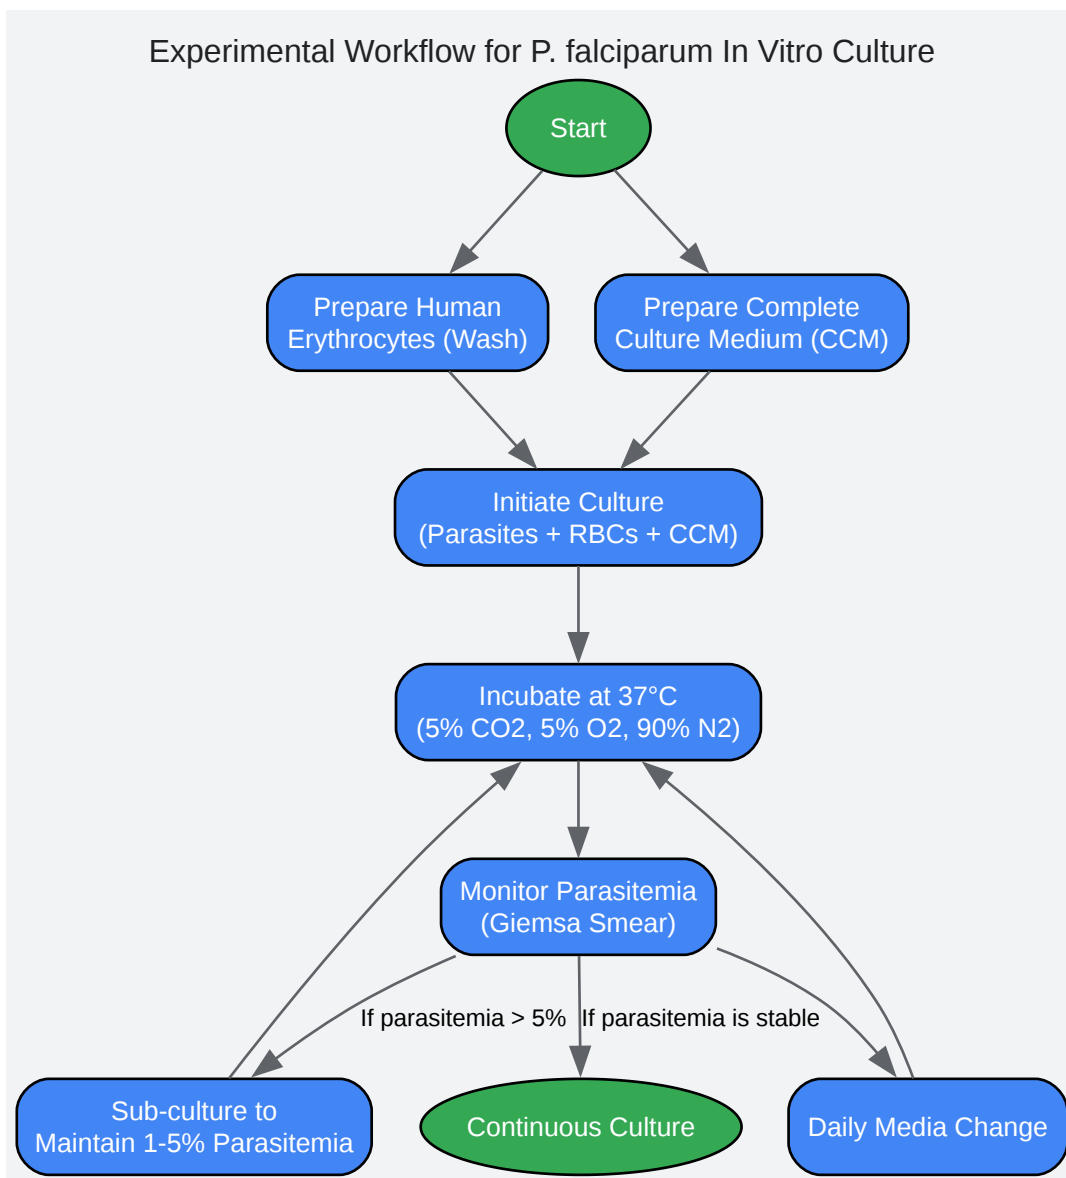 Experimental Workflow for P. falciparum In Vitro Culture
Start
Prepare Human
Erythrocytes (Wash)
Prepare Complete
Culture Medium (CCM)
Initiate Culture
(Parasites + RBCs + CCM)
Incubate at 37°C
(5% CO2, 5% O2, 90% N2)
Monitor Parasitemia
(Giemsa Smear)
If parasitemia > 5%
If parasitemia is stable
Sub-culture to
Maintain 1-5% Parasitemia
Continuous Culture
Daily Media Change